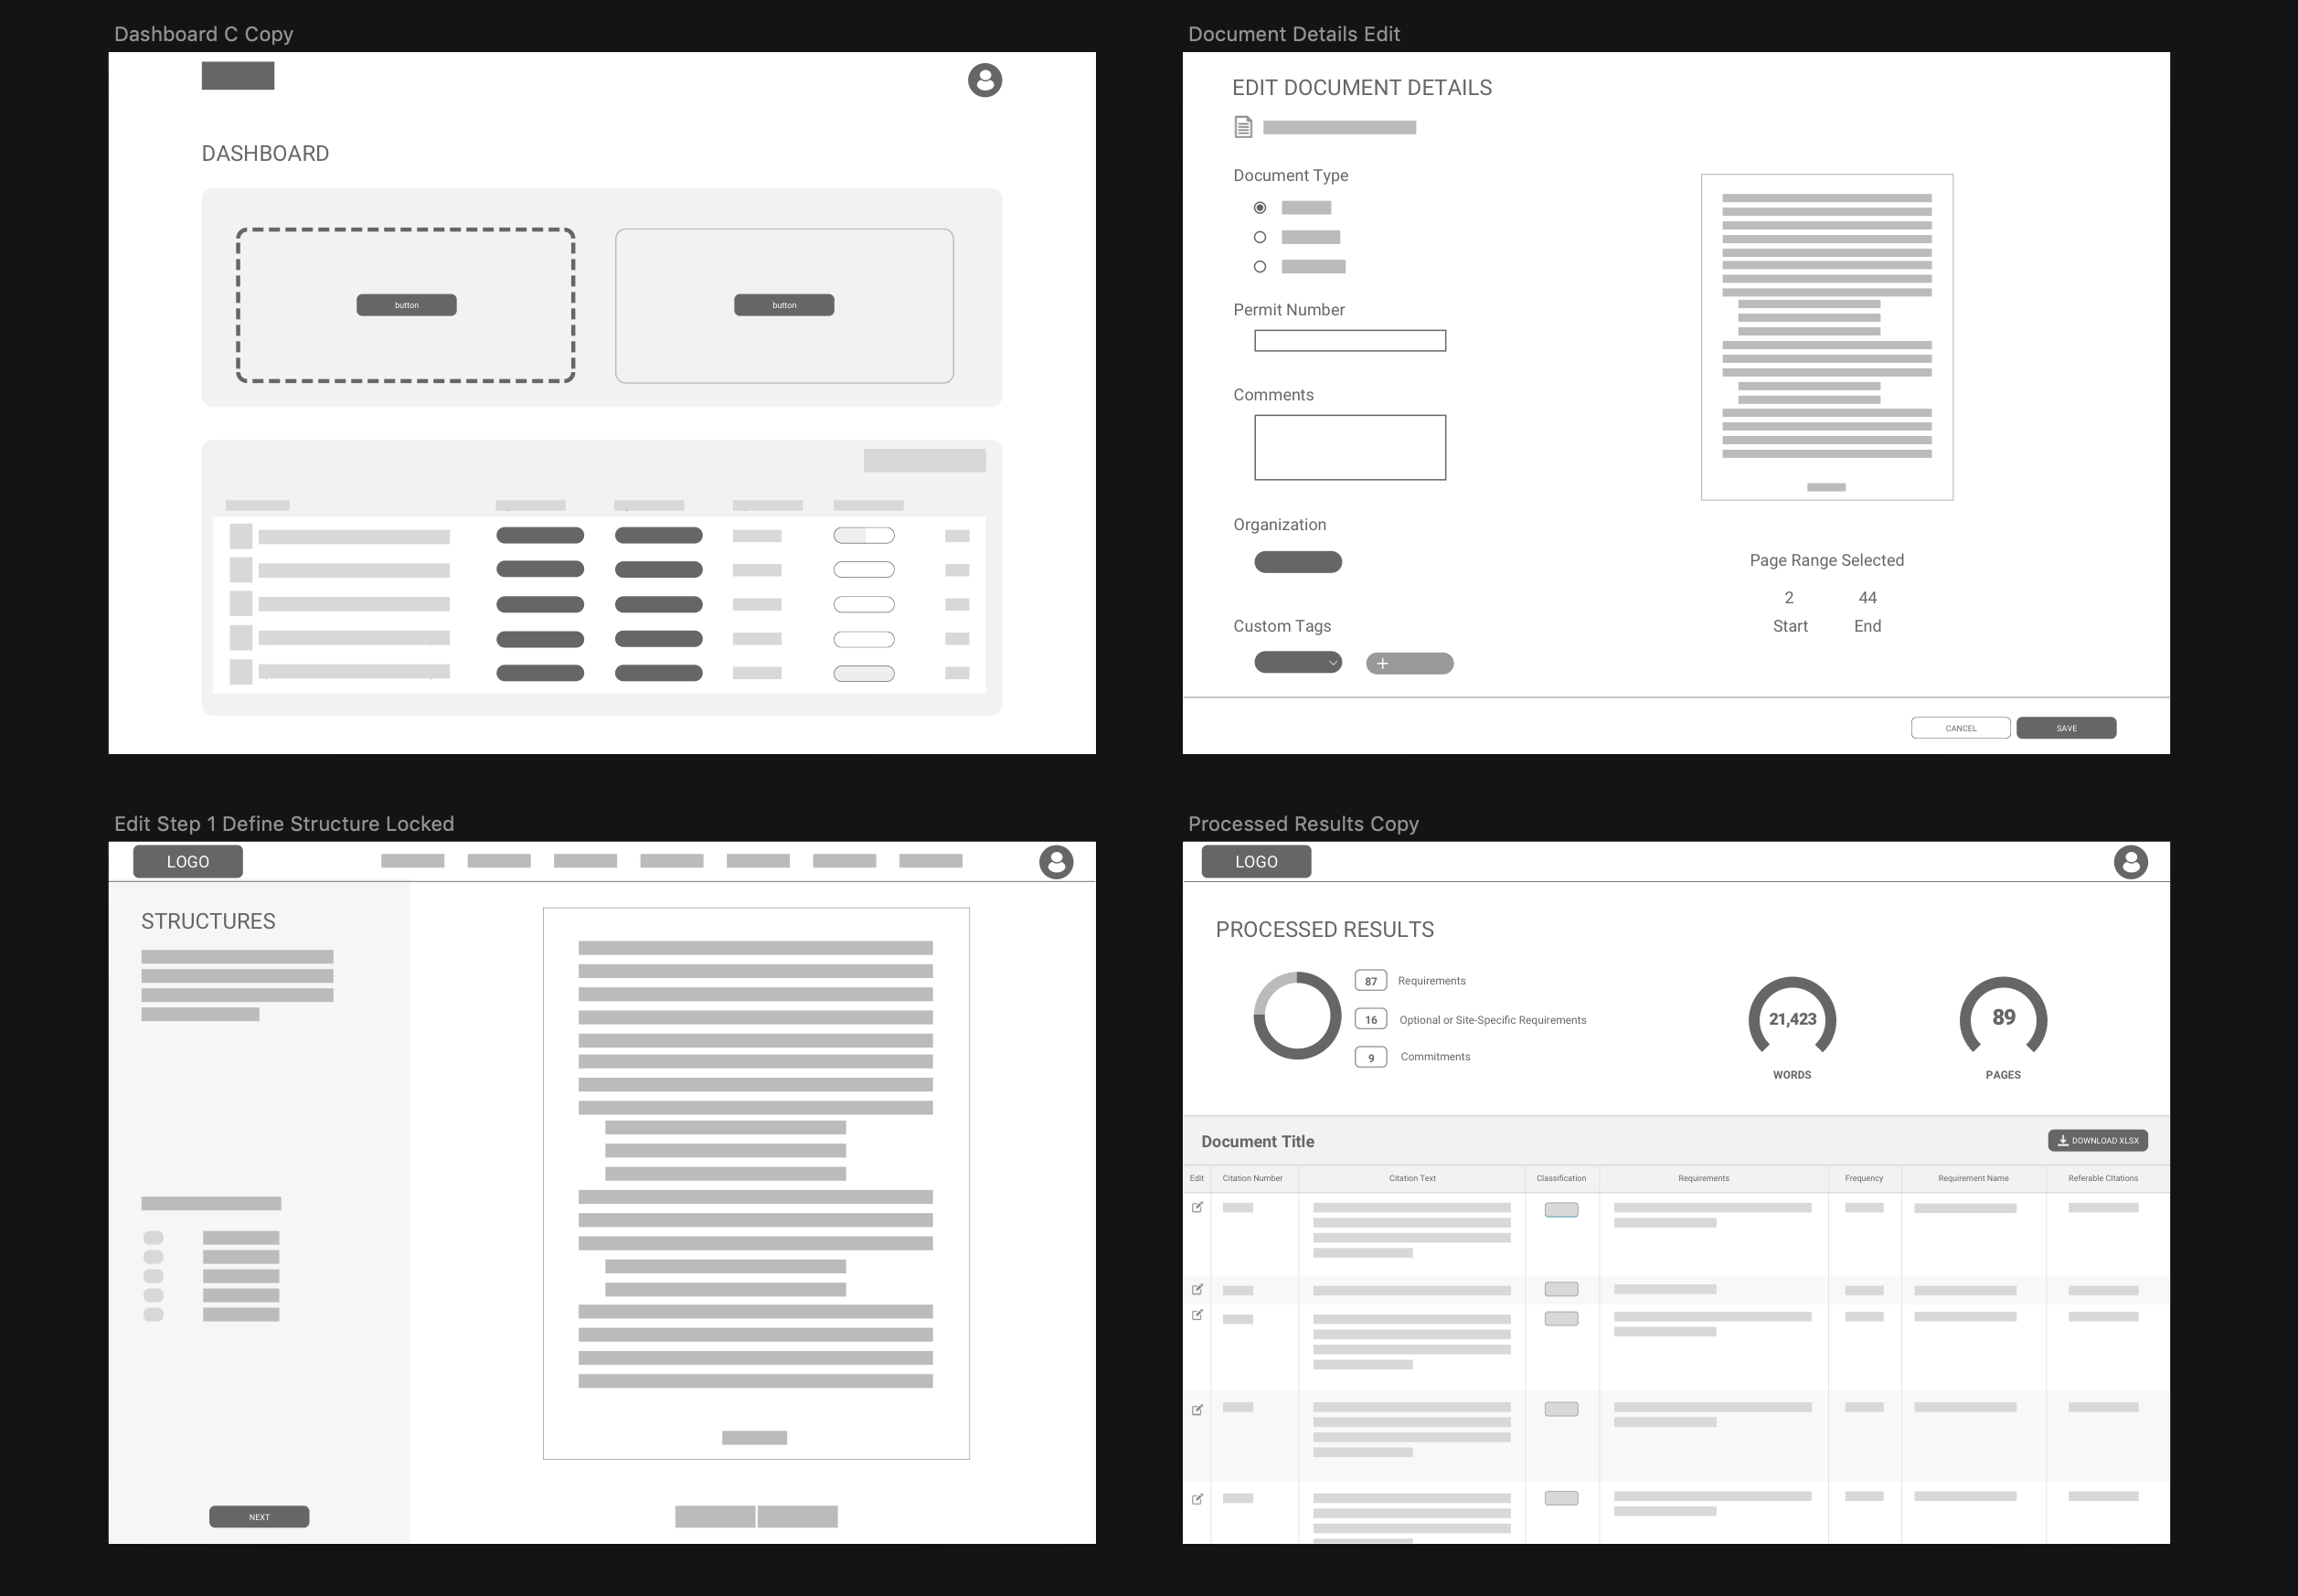 Dashboard C Copy
DASHBOARD
button
button
Document Details Edit
EDIT DOCUMENT DETAILS
Document Type
Permit Number
Comments
Organization
Custom Tags
Page Range Selected
2 44
Start End
CANCEL SAVE
Edit Step 1 Define Structure Locked
LOGO
STRUCTURES
NEXT
Processed Results Copy
LOGO
PROCESSED RESULTS
87 Requirements
16 Optional or Site-Specific Requirements
9 Commitments
21,423
WORDS
89
PAGES
Document Title
DOWNLOAD XLSX
Edit Citation Number Citation Text Classification Requirements Frequency Requirement Name Referable CItations